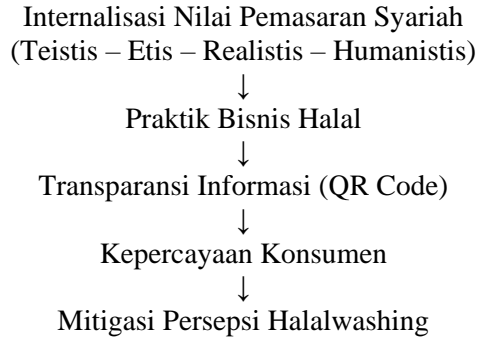 Internalisasi Nilai Pemasaran Syariah
(Teistis – Etis – Realistis – Humanistis)
↓
Praktik Bisnis Halal
↓
Transparansi Informasi (QR Code)
↓
Kepercayaan Konsumen
↓
Mitigasi Persepsi Halalwashing